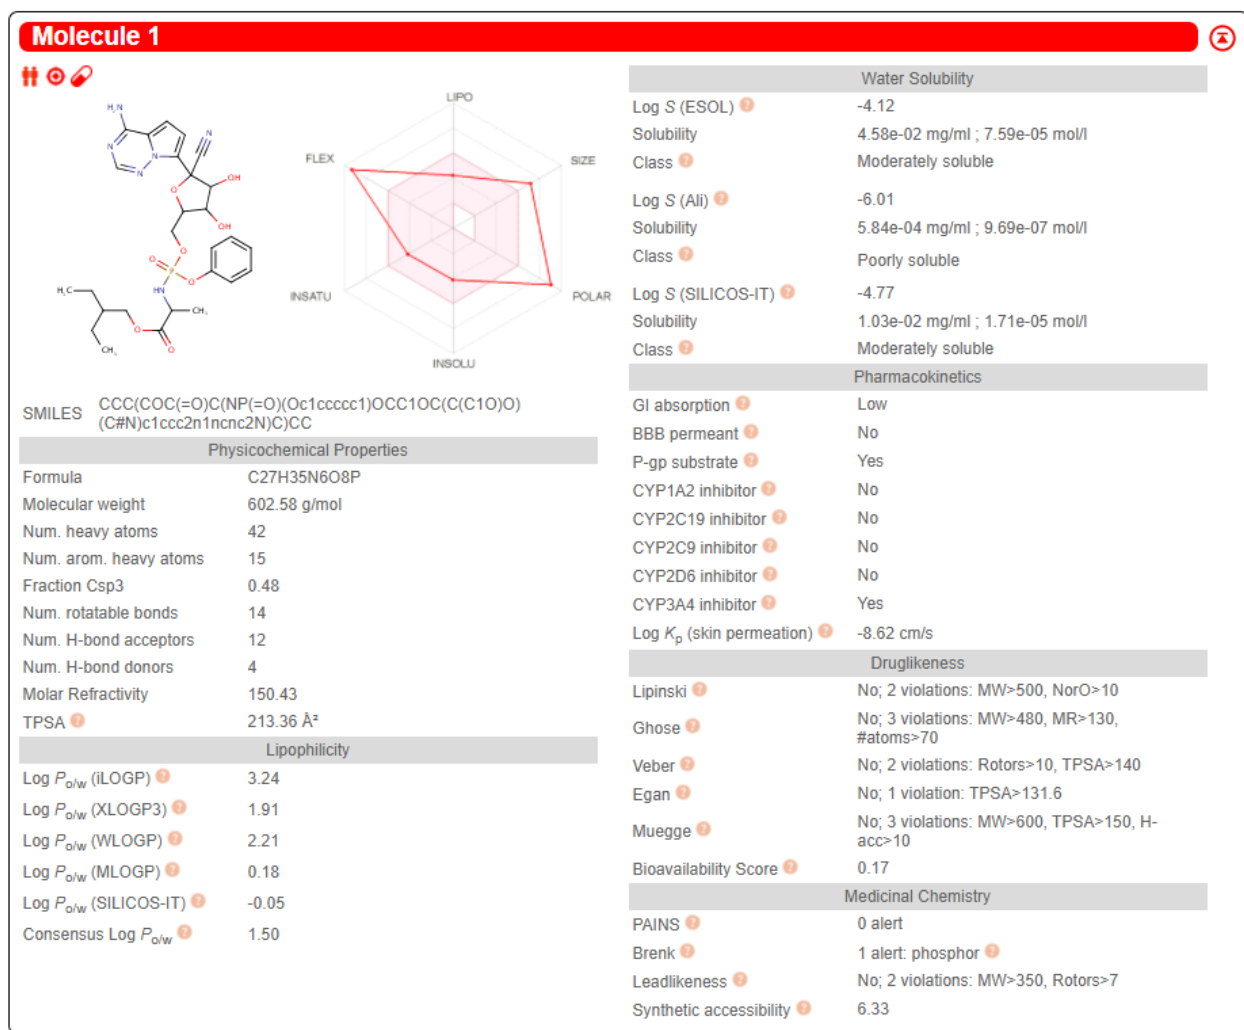 Molecule 1
H₂N
N
N
N
N
N
O
OH
OH
O
O
P
O
HN
H₃C
CH₃
O
O
CH₃
LIPO
FLEX
SIZE
INSATU
POLAR
INSOLU
SMILES CCC(COC(=O)C(NP(=O)(Oc1ccccc1)OCC1OC(C(C1O)O)
(C#N)c1ccc2n1ncnc2N)C)CC
Physicochemical Properties
Formula C27H35N6O8P
Molecular weight 602.58 g/mol
Num. heavy atoms 42
Num. arom. heavy atoms 15
Fraction Csp3 0.48
Num. rotatable bonds 14
Num. H-bond acceptors 12
Num. H-bond donors 4
Molar Refractivity 150.43
TPSA ? 213.36 Å²
Lipophilicity
Log Po/w (iLOGP) ? 3.24
Log Po/w (XLOGP3) ? 1.91
Log Po/w (WLOGP) ? 2.21
Log Po/w (MLOGP) ? 0.18
Log Po/w (SILICOS-IT) ? -0.05
Consensus Log Po/w ? 1.50
Water Solubility
Log S (ESOL) ? -4.12
Solubility 4.58e-02 mg/ml ; 7.59e-05 mol/l
Class ? Moderately soluble
Log S (Ali) ? -6.01
Solubility 5.84e-04 mg/ml ; 9.69e-07 mol/l
Class ? Poorly soluble
Log S (SILICOS-IT) ? -4.77
Solubility 1.03e-02 mg/ml ; 1.71e-05 mol/l
Class ? Moderately soluble
Pharmacokinetics
GI absorption ? Low
BBB permeant ? No
P-gp substrate ? Yes
CYP1A2 inhibitor ? No
CYP2C19 inhibitor ? No
CYP2C9 inhibitor ? No
CYP2D6 inhibitor ? No
CYP3A4 inhibitor ? Yes
Log Kp (skin permeation) ? -8.62 cm/s
Druglikeness
Lipinski ? No; 2 violations: MW>500, NorO>10
Ghose ? No; 3 violations: MW>480, MR>130,
#atoms>70
Veber ? No; 2 violations: Rotors>10, TPSA>140
Egan ? No; 1 violation: TPSA>131.6
Muegge ? No; 3 violations: MW>600, TPSA>150, H-
acc>10
Bioavailability Score ? 0.17
Medicinal Chemistry
PAINS ? 0 alert
Brenk ? 1 alert: phosphor ?
Leadlikeness ? No; 2 violations: MW>350, Rotors>7
Synthetic accessibility ? 6.33